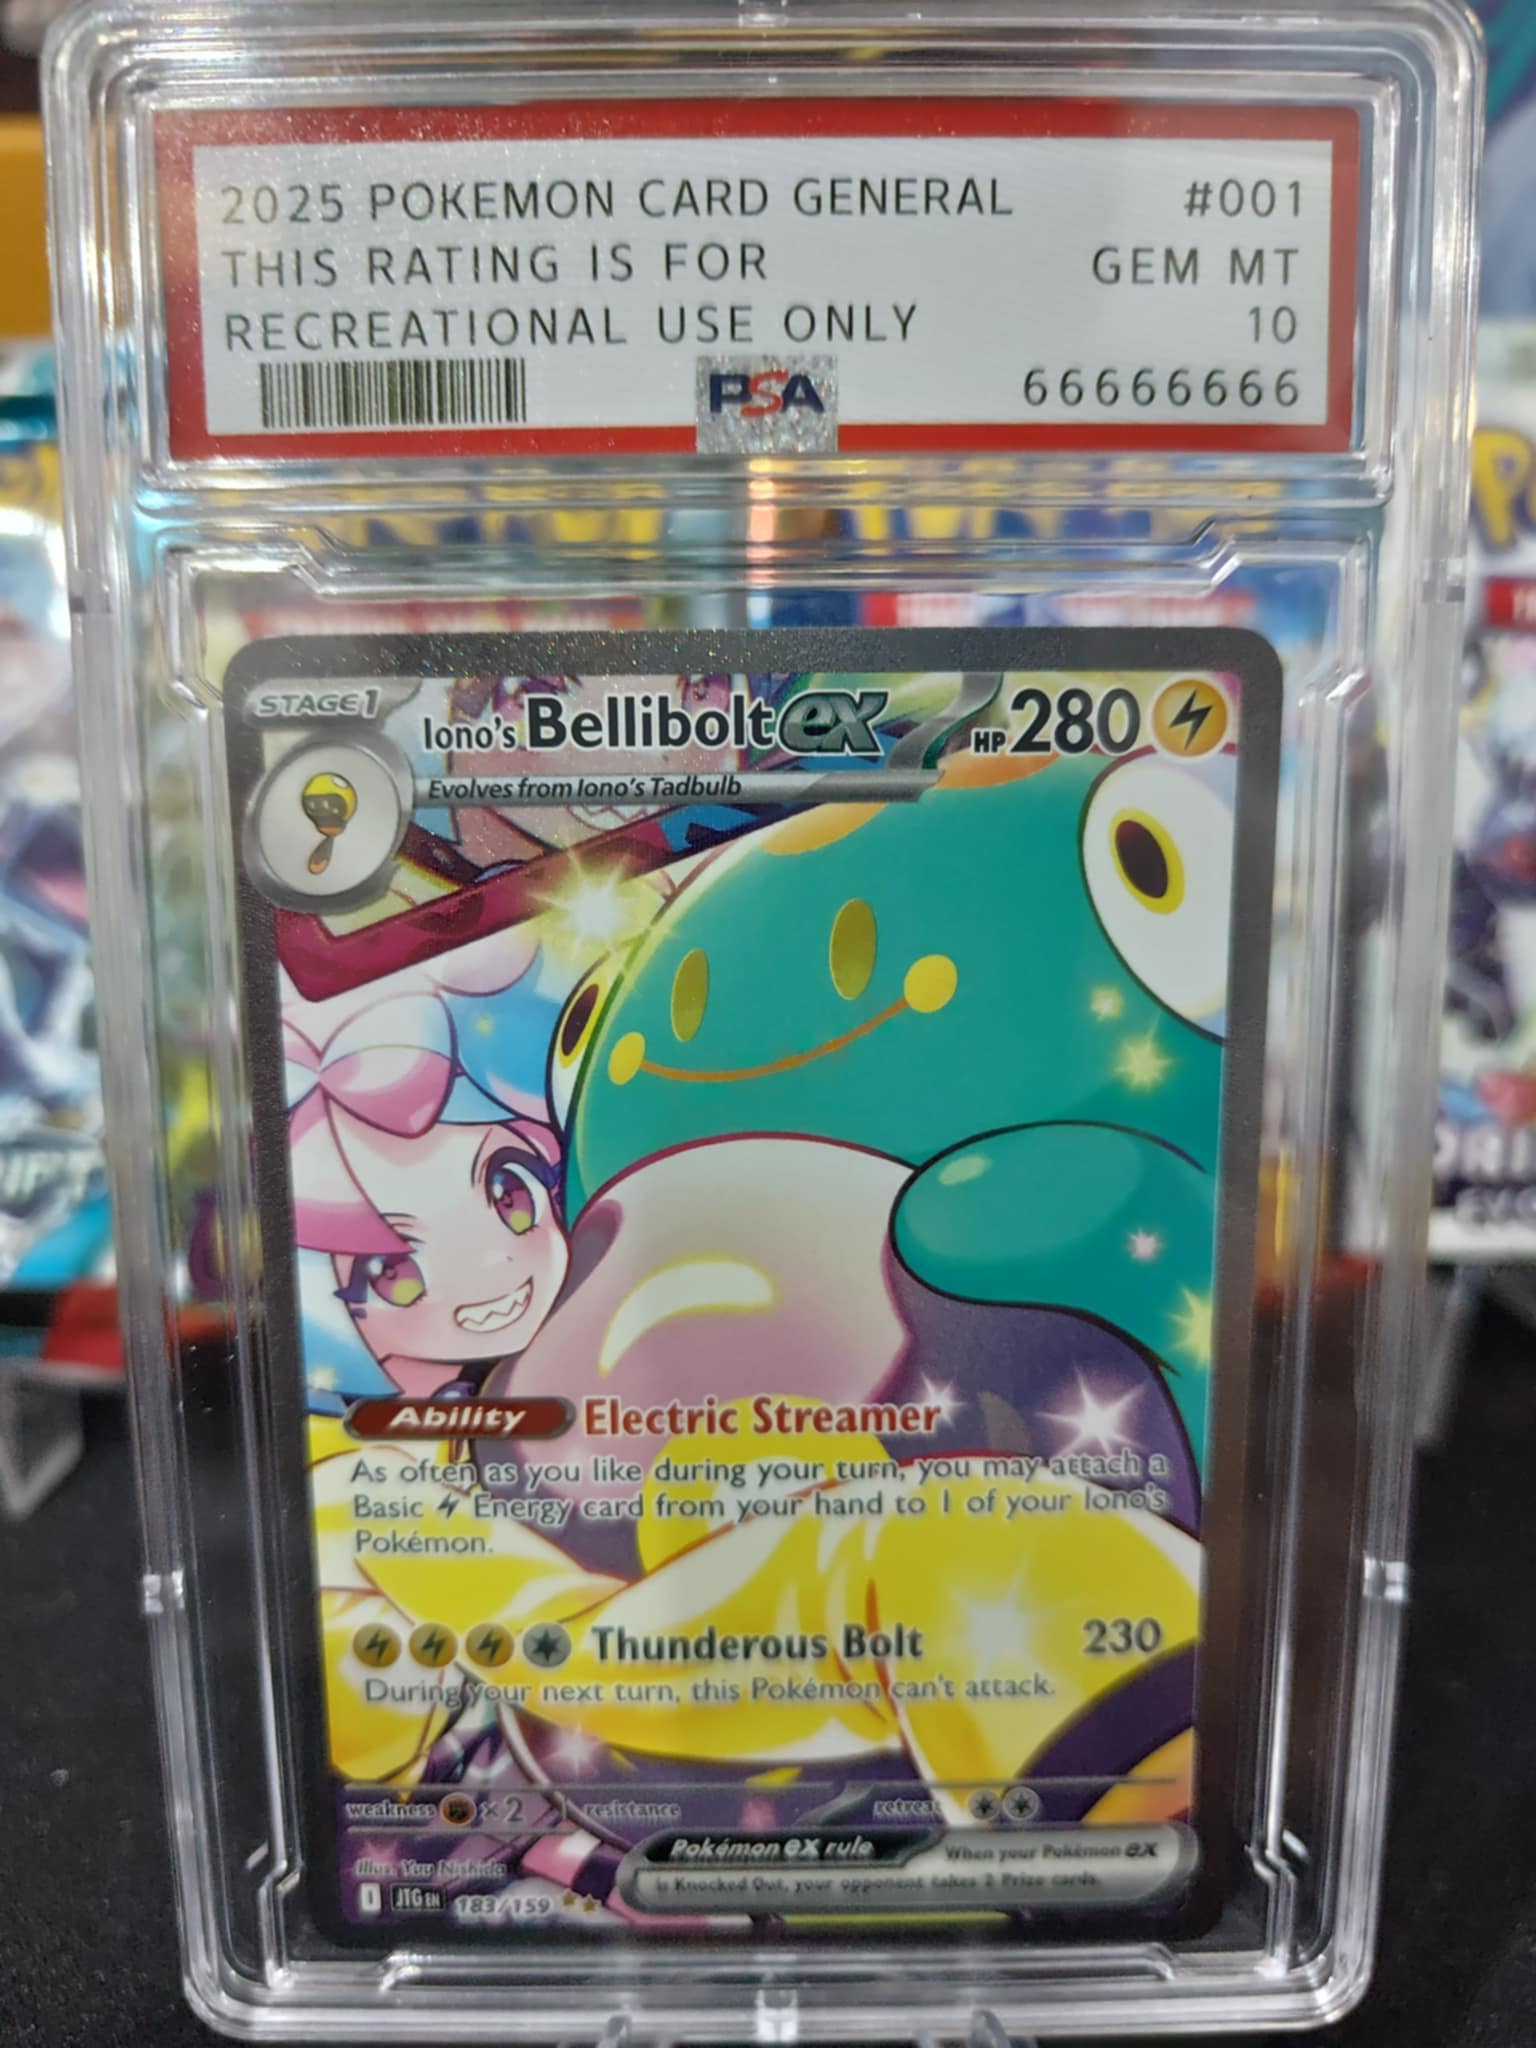 2025 POKEMON CARD GENERAL #001
THIS RATING IS FOR GEM MT
RECREATIONAL USE ONLY 10
PSA 66666666
STAGE 1 Iono's Bellibolt ex HP 280
Evolves from Iono's Tadbulb
Ability Electric Streamer
As often as you like during your turn, you may attach a
Basic Energy card from your hand to 1 of your Iono's
Pokémon.
Thunderous Bolt 230
During your next turn, this Pokémon can't attack.
weakness ×2 resistance retreat
Pokémon ex rule When your Pokémon ex
is Knocked Out, your opponent takes 2 Prize cards.
Illus. Yuu Nishida
I JTG EN 183/159